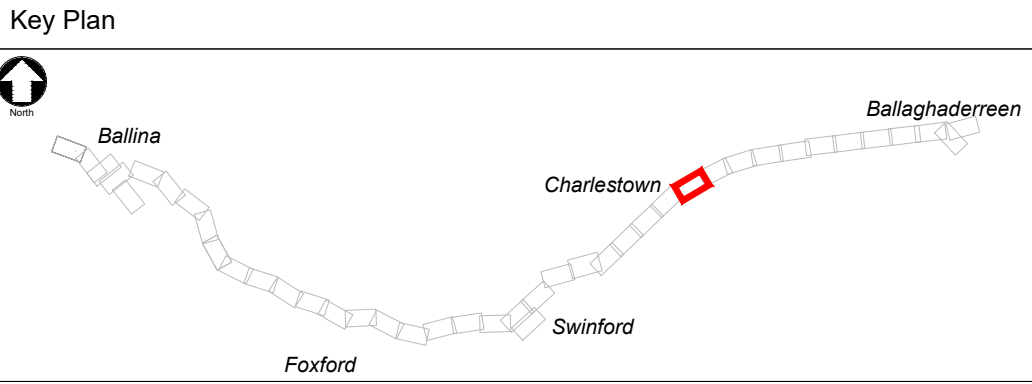 Key Plan
North
Ballina
Ballaghaderreen
Charlestown
Swinford
Foxford